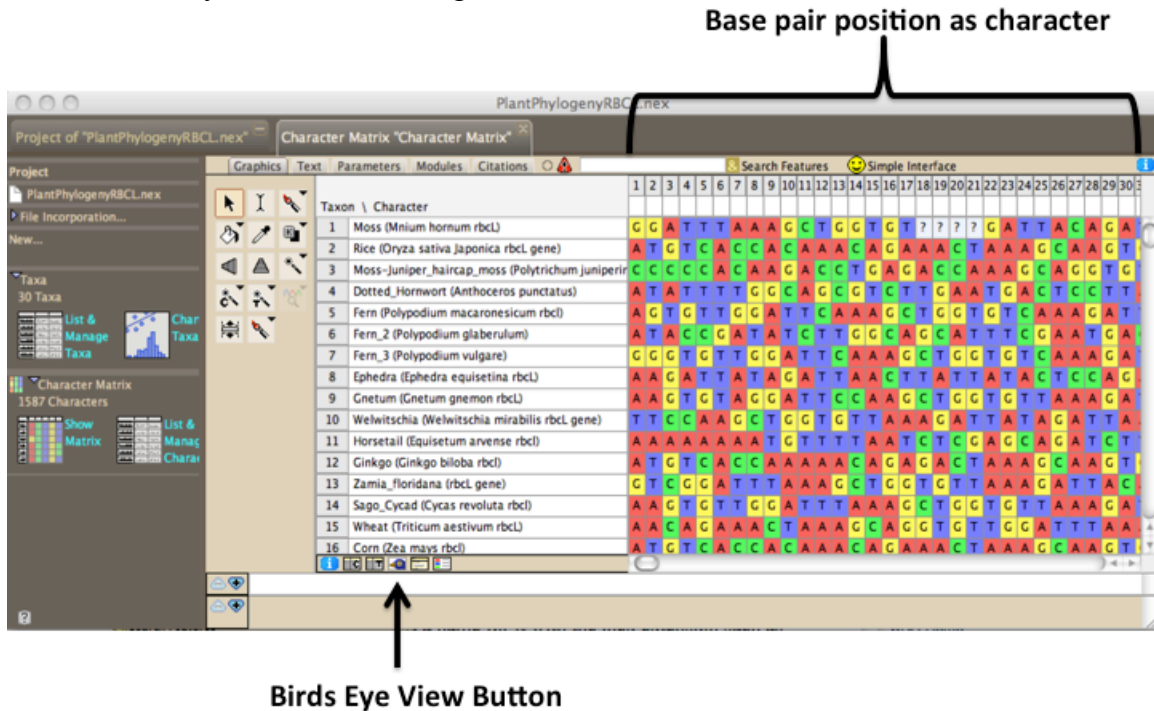 Base pair position as character
PlantPhylogenyRBCL.nex
Project of "PlantPhylogenyRBCL.nex"
Character Matrix "Character Matrix"
Project
PlantPhylogenyRBCL.nex
File Incorporation...
New...
Taxa
30 Taxa
List &
Manage
Taxa
Char
Taxa
Character Matrix
1587 Characters
Show
Matrix
List &
Manag
Chara
Graphics Text Parameters Modules Citations
Search Features
Simple Interface
1 2 3 4 5 6 7 8 9 10 11 12 13 14 15 16 17 18 19 20 21 22 23 24 25 26 27 28 29 30
Taxon \ Character
1 Moss (Mnium hornum rbcL) G G A T T T A A A G C T G G T G T ? ? ? ? G A T T A C A G A
2 Rice (Oryza sativa Japonica rbcL gene) A T G T C A C C A C A A A C A G A A A C T A A A G C A A G T
3 Moss-Juniper_haircap_moss (Polytrichum juniperin C C C C C A C A A G A C C T G A G A C C A A A G C A G G T G
4 Dotted_Hornwort (Anthoceros punctatus) A T A T T T T G G C A G C G T C T T G A A T G A C T C C T T
5 Fern (Polypodium macaronesicum rbcl) A G T G T T G G A T T C A A A G C T G G T G T C A A A G A T
6 Fern_2 (Polypodium glaberulum) A T A C C G A T A T C T T G G C A G C A T T T C G A A T G A
7 Fern_3 (Polypodium vulgare) G G G T G T T G G A T T C A A A G C T G G T G T C A A A G A
8 Ephedra (Ephedra equisetina rbcL) A A G A T T A T A G A T T A A C T T A T T A T A C T C C A G
9 Gnetum (Gnetum gnemon rbcL) A A G T G T A G G A T T C C A A G C T G G T G T T A A A G A
10 Welwitschia (Welwitschia mirabilis rbcL gene) T T C C A A G C T G G T G T T A A A G A T T A T A G A T T A
11 Horsetail (Equisetum arvense rbcl) A A A A A A A A T G T T T T A A T C T C G A G C A G A T C T
12 Ginkgo (Ginkgo biloba rbcl) A T G T C A C C A A A A A C A G A G A C T A A A G C A A G T
13 Zamia_floridana (rbcL gene) G T C G G A T T T A A A G C T G G T G T T A A A G A T T A C
14 Sago_Cycad (Cycas revoluta rbcL) A A G T G T T G G A T T T A A A G C T G G T G T T A A A G A
15 Wheat (Triticum aestivum rbcL) A A C A G A A A C T A A A G C A G G T G T T G G A T T T A A
16 Corn (Zea mays rbcl) A T G T C A C C A C A A A C A G A A A C T A A A G C A A G T
Birds Eye View Button